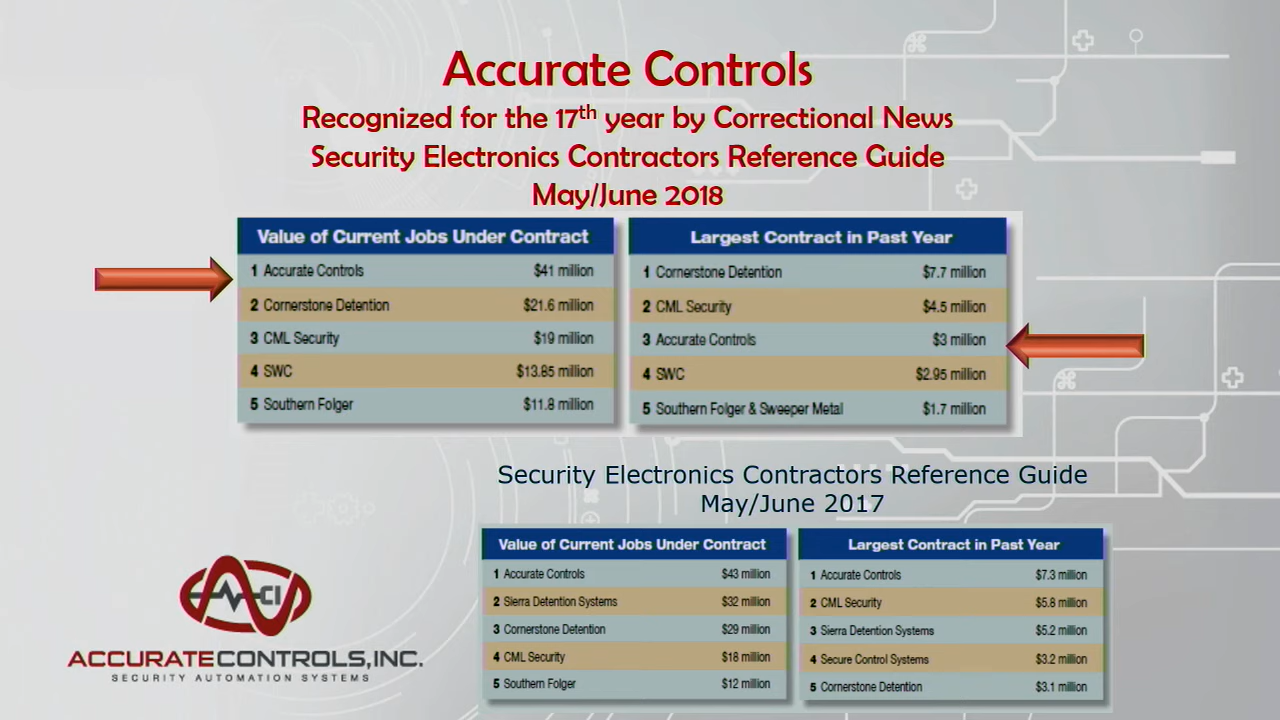 Accurate Controls
Recognized for the 17th year by Correctional News
Security Electronics Contractors Reference Guide
May/June 2018
Value of Current Jobs Under Contract
1 Accurate Controls $41 million
2 Cornerstone Detention $21.6 million
3 CML Security $19 million
4 SWC $13.85 million
5 Southern Folger $11.8 million
Largest Contract in Past Year
1 Cornerstone Detention $7.7 million
2 CML Security $4.5 million
3 Accurate Controls $3 million
4 SWC $2.95 million
5 Southern Folger & Sweeper Metal $1.7 million
Security Electronics Contractors Reference Guide
May/June 2017
Value of Current Jobs Under Contract
1 Accurate Controls $43 million
2 Sierra Detention Systems $32 million
3 Cornerstone Detention $29 million
4 CML Security $18 million
5 Southern Folger $12 million
Largest Contract in Past Year
1 Accurate Controls $7.3 million
2 CML Security $5.8 million
3 Sierra Detention Systems $5.2 million
4 Secure Control Systems $3.2 million
5 Cornerstone Detention $3.1 million
ACI
ACCURATECONTROLS,INC.
SECURITY AUTOMATION SYSTEMS